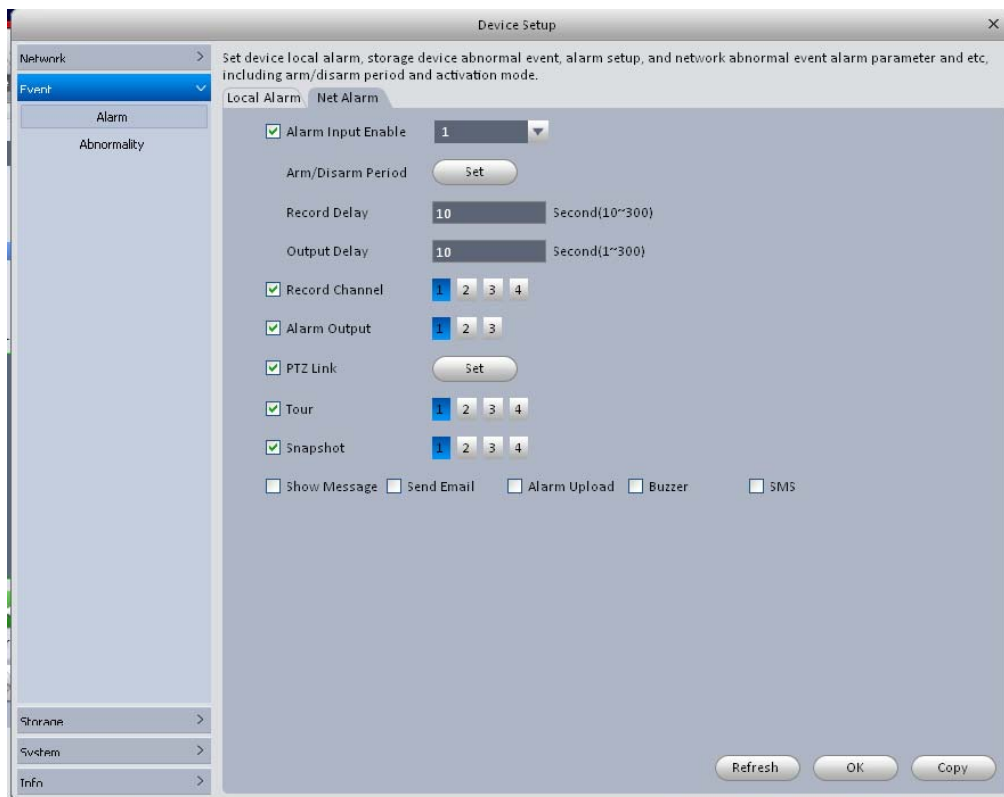 Device Setup
Network
Event
Alarm
Abnormality
Storage
System
Info
Set device local alarm, storage device abnormal event, alarm setup, and network abnormal event alarm parameter and etc,
including arm/disarm period and activation mode.
Local Alarm Net Alarm
Alarm Input Enable 1
Arm/Disarm Period Set
Record Delay 10 Second(10~300)
Output Delay 10 Second(1~300)
Record Channel 1 2 3 4
Alarm Output 1 2 3
PTZ Link Set
Tour 1 2 3 4
Snapshot 1 2 3 4
Show Message Send Email Alarm Upload Buzzer SMS
Refresh OK Copy